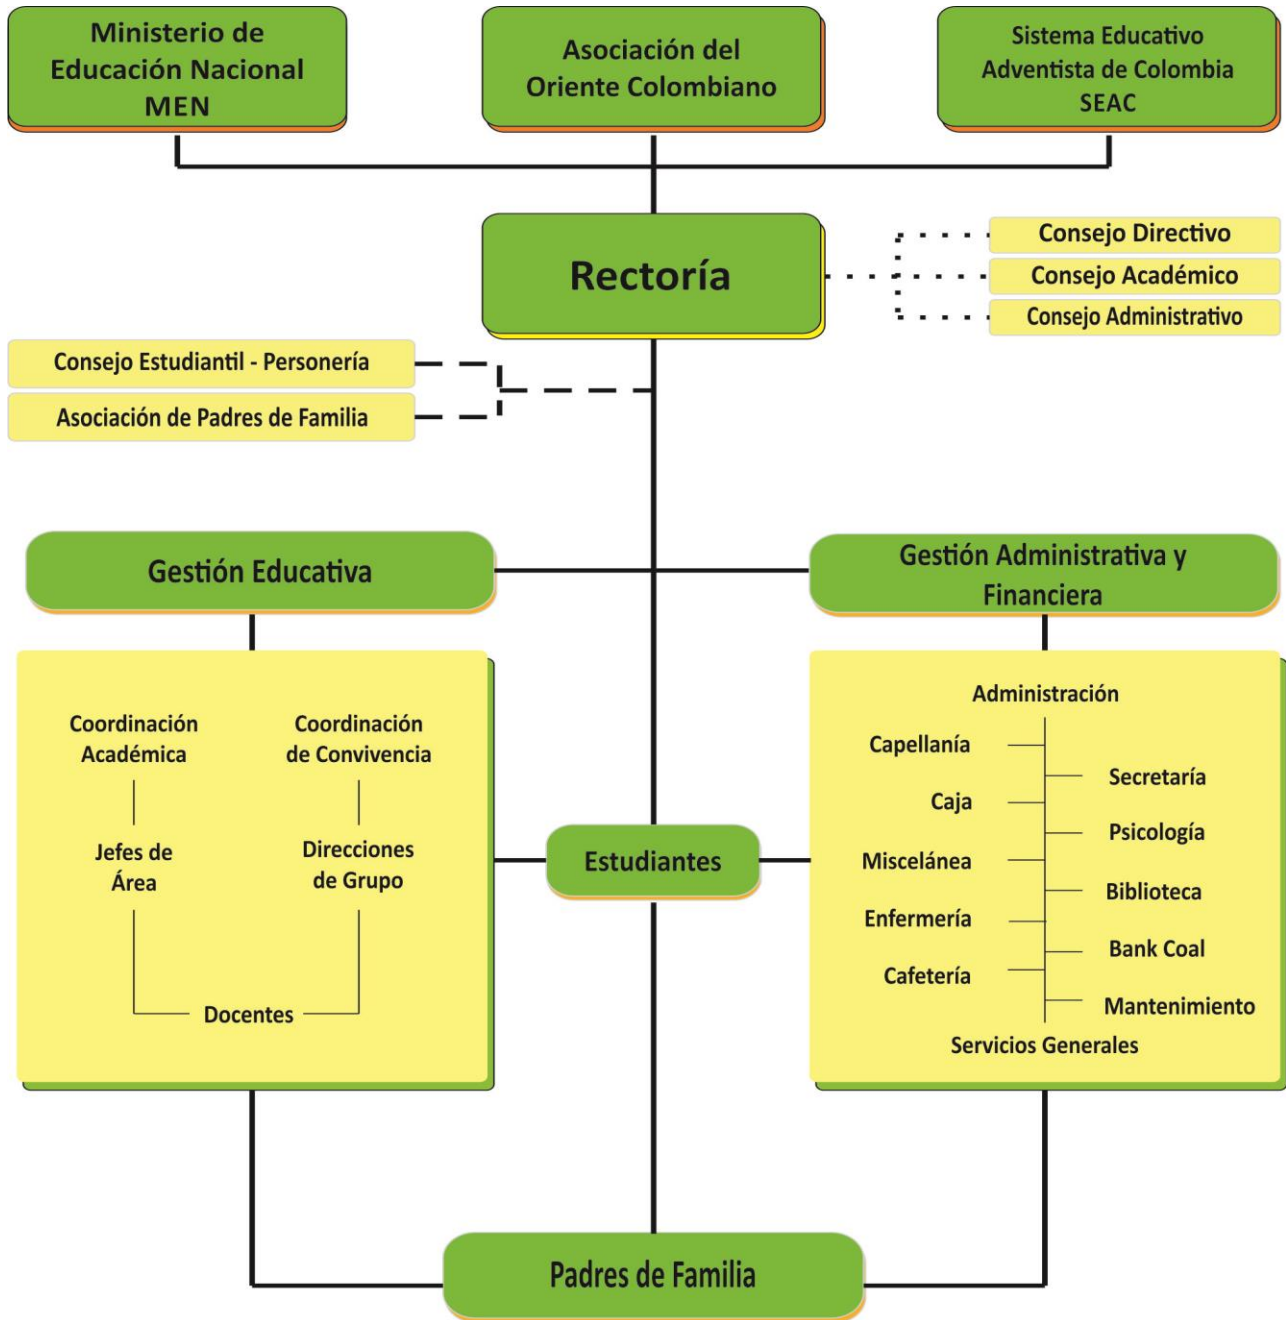 Ministerio de
Educación Nacional
MEN
Asociación del
Oriente Colombiano
Sistema Educativo
Adventista de Colombia
SEAC
Rectoría
Consejo Directivo
Consejo Académico
Consejo Administrativo
Consejo Estudiantil - Personería
Asociación de Padres de Familia
Gestión Educativa
Gestión Administrativa y
Financiera
Coordinación
Académica
Coordinación
de Convivencia
Jefes de
Área
Direcciones
de Grupo
Docentes
Estudiantes
Administración
Capellanía
Secretaría
Caja
Psicología
Miscelánea
Biblioteca
Enfermería
Bank Coal
Cafetería
Mantenimiento
Servicios Generales
Padres de Familia